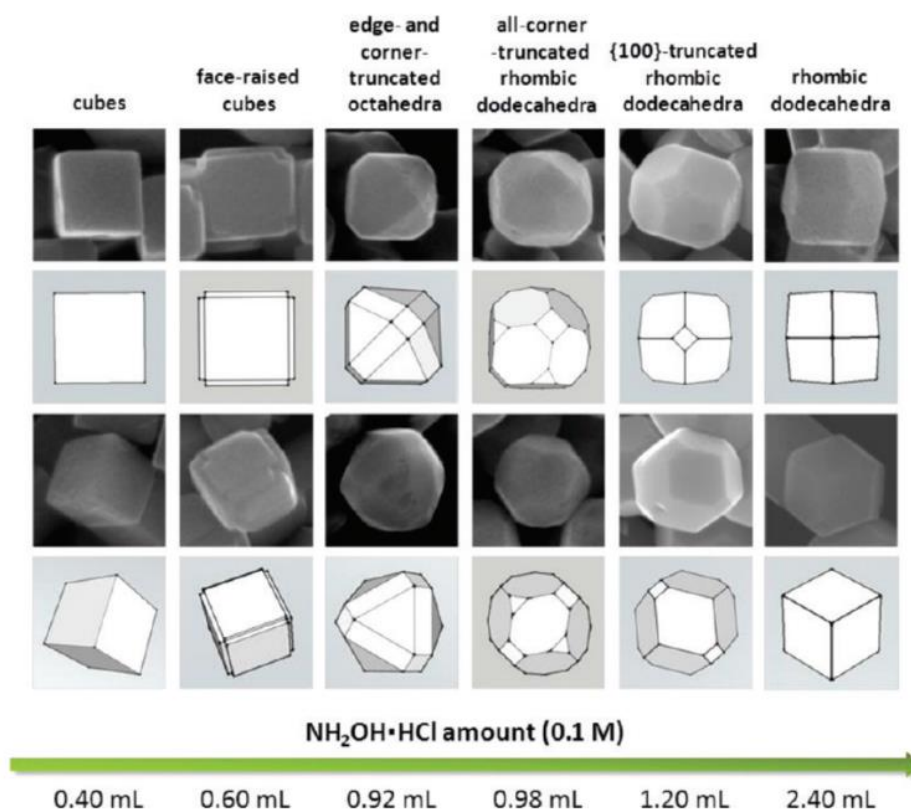 cubes
face-raised
cubes
edge- and
corner-
truncated
octahedra
all-corner
-truncated
rhombic
dodecahedra
{100}-truncated
rhombic
dodecahedra
rhombic
dodecahedra
NH₂OH•HCl amount (0.1 M)
0.40 mL 0.60 mL 0.92 mL 0.98 mL 1.20 mL 2.40 mL